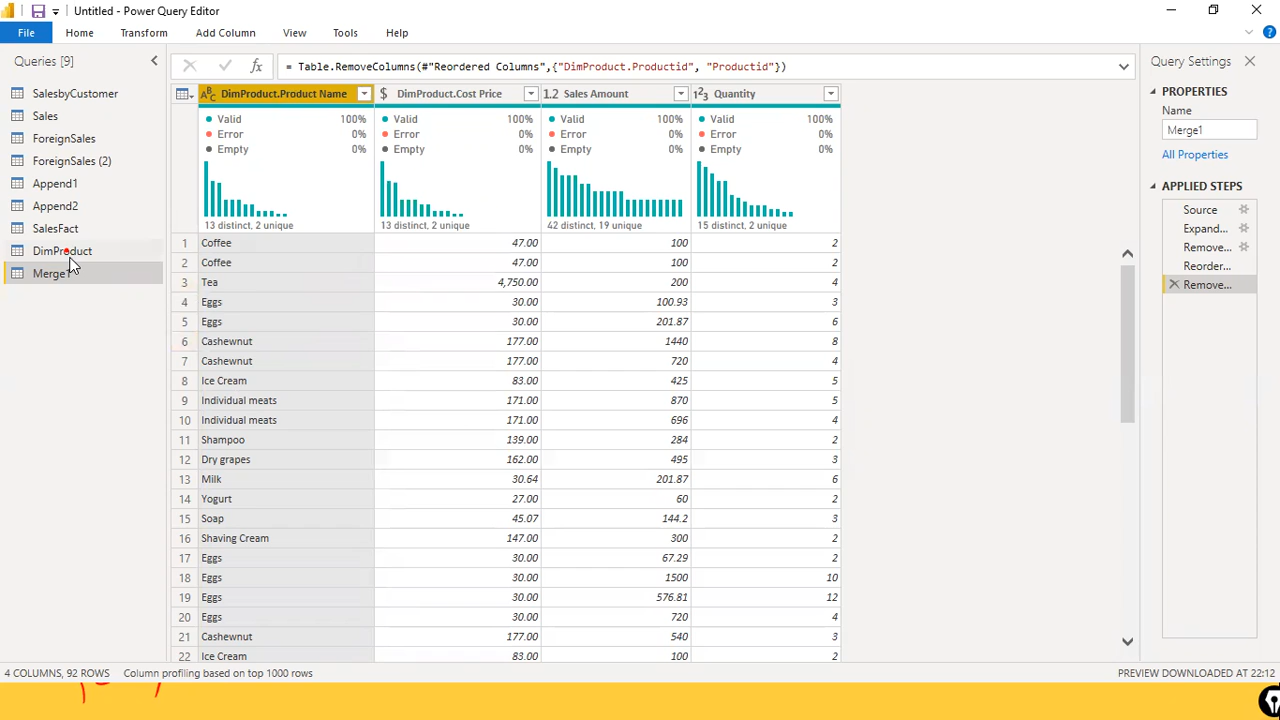 Untitled - Power Query Editor
File Home Transform Add Column View Tools Help
Queries [9]
SalesbyCustomer
Sales
ForeignSales
ForeignSales (2)
Append1
Append2
SalesFact
DimProduct
Merge1
= Table.RemoveColumns(#"Reordered Columns",{"DimProduct.Productid", "Productid"})
DimProduct.Product Name DimProduct.Cost Price 1.2 Sales Amount 123 Quantity
Valid 100% Valid 100% Valid 100% Valid 100%
Error 0% Error 0% Error 0% Error 0%
Empty 0% Empty 0% Empty 0% Empty 0%
13 distinct, 2 unique 13 distinct, 2 unique 42 distinct, 19 unique 15 distinct, 2 unique
1 Coffee 47.00 100 2
2 Coffee 47.00 100 2
3 Tea 4,750.00 200 4
4 Eggs 30.00 100.93 3
5 Eggs 30.00 201.87 6
6 Cashewnut 177.00 1440 8
7 Cashewnut 177.00 720 4
8 Ice Cream 83.00 425 5
9 Individual meats 171.00 870 5
10 Individual meats 171.00 696 4
11 Shampoo 139.00 284 2
12 Dry grapes 162.00 495 3
13 Milk 30.64 201.87 6
14 Yogurt 27.00 60 2
15 Soap 45.07 144.2 3
16 Shaving Cream 147.00 300 2
17 Eggs 30.00 67.29 2
18 Eggs 30.00 1500 10
19 Eggs 30.00 576.81 12
20 Eggs 30.00 720 4
21 Cashewnut 177.00 540 3
22 Ice Cream 83.00 100 2
Query Settings
PROPERTIES
Name
Merge1
All Properties
APPLIED STEPS
Source
Expand...
Remove...
Reorder...
Remove...
4 COLUMNS, 92 ROWS Column profiling based on top 1000 rows PREVIEW DOWNLOADED AT 22:12